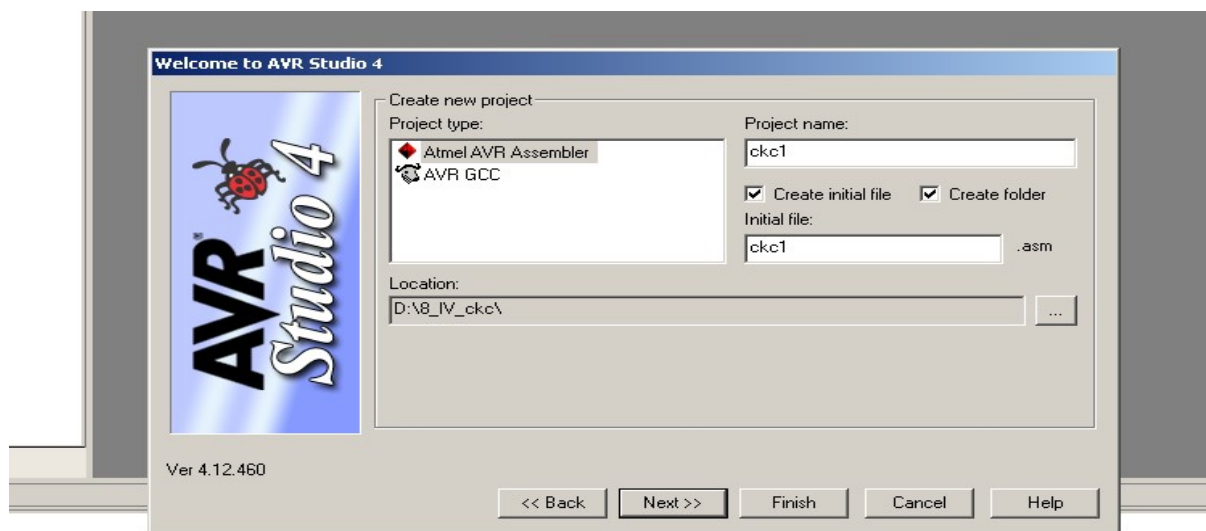 Welcome to AVR Studio 4
AVR® Studio 4
Create new project
Project type:
Atmel AVR Assembler
AVR GCC
Project name:
ckc1
Create initial file
Create folder
Initial file:
ckc1
.asm
Location:
D:\8_IV_ckc\
...
Ver 4.12.460
<< Back
Next >>
Finish
Cancel
Help